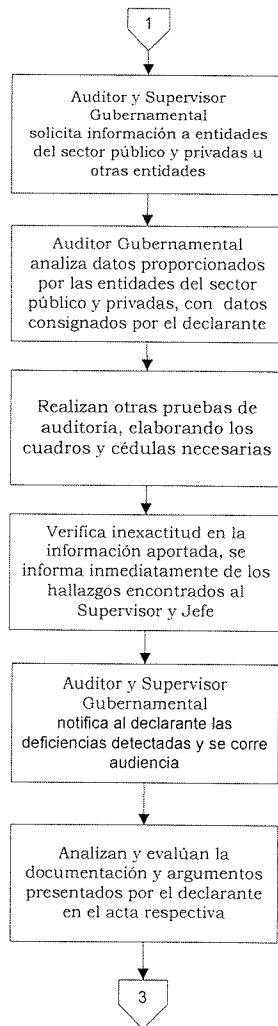 1
Auditor y Supervisor
Gubernamental
solicita información a entidades
del sector público y privadas u
otras entidades
Auditor Gubernamental
analiza datos proporcionados
por las entidades del sector
público y privadas, con datos
consignados por el declarante
Realizan otras pruebas de
auditoría, elaborando los
cuadros y cédulas necesarias
Verifica inexactitud en la
información aportada, se
informa inmediatamente de los
hallazgos encontrados al
Supervisor y Jefe
Auditor y Supervisor
Gubernamental
notifica al declarante las
deficiencias detectadas y se corre
audiencia
Analizan y evalúan la
documentación y argumentos
presentados por el declarante
en el acta respectiva
3